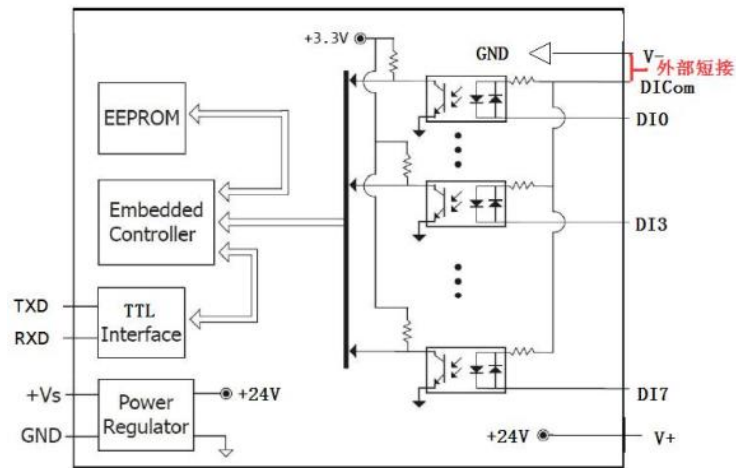 +3.3V
GND
V-
外部短接
DICom
EEPROM
DI0
Embedded
Controller
DI3
TXD
TTL
RXD
Interface
+Vs
Power
+24V
DI7
GND
Regulator
+24V
V+